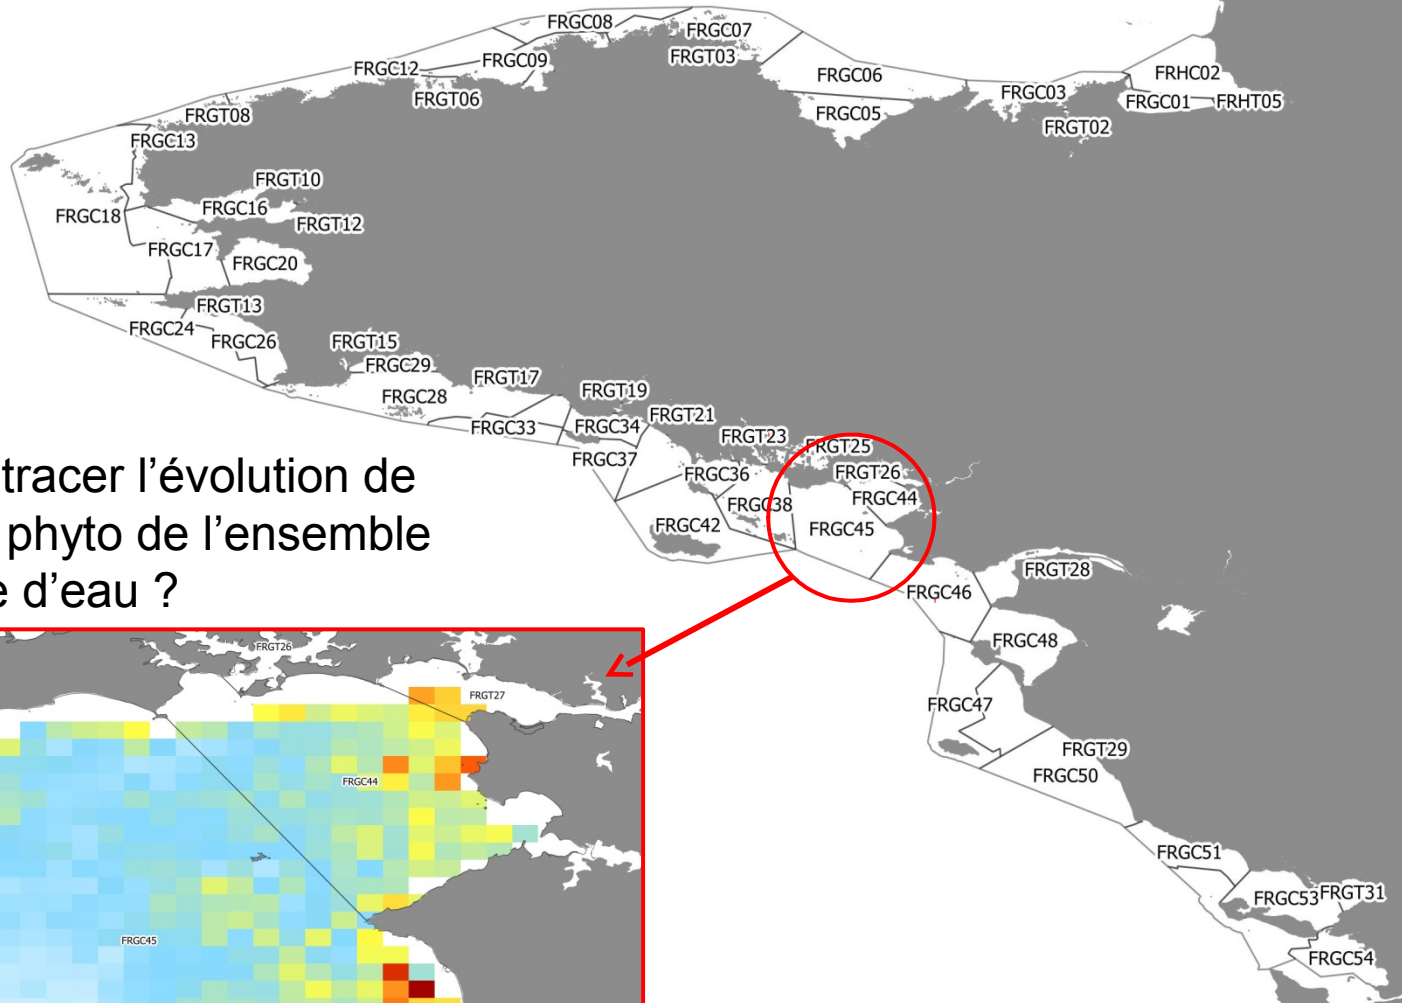 FRGC08
FRGC07
FRGC09
FRGT03
FRGC12
FRGC06
FRHC02
FRGT06
FRGC03
FRGC01
FRHT05
FRGT08
FRGC05
FRGT02
FRGC13
FRGT10
FRGC16
FRGC18
FRGT12
FRGC17
FRGC20
FRGT13
FRGC24
FRGC26
FRGT15
FRGC29
FRGT17
FRGC28
FRGT19
FRGT21
FRGC33
FRGC34
FRGT23
FRGT25
FRGC37
FRGC36
FRGT26
FRGC38
FRGC44
FRGC42
FRGC45
tracer l’évolution de
phyto de l’ensemble
e d’eau ?
FRGT28
FRGC46
FRGC48
FRGC47
FRGT29
FRGC50
FRGC51
FRGC53
FRGT31
FRGC54
FRGT26
FRGT27
FRGC44
FRGC45